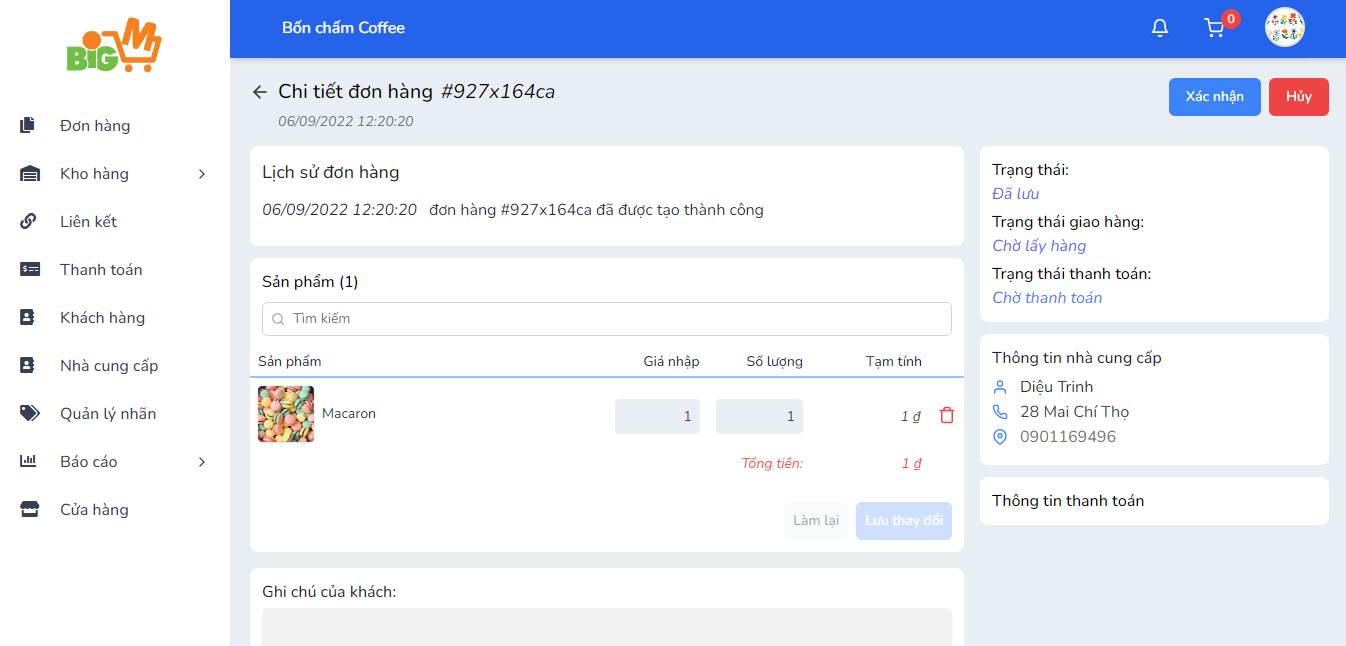 BIG M
Đơn hàng
Kho hàng
Liên kết
Thanh toán
Khách hàng
Nhà cung cấp
Quản lý nhãn
Báo cáo
Cửa hàng
Bốn chấm Coffee
0
Chi tiết đơn hàng #927x164ca
06/09/2022 12:20:20
Xác nhận
Hủy
Lịch sử đơn hàng
06/09/2022 12:20:20 đơn hàng #927x164ca đã được tạo thành công
Sản phẩm (1)
Tìm kiếm
Sản phẩm Giá nhập Số lượng Tạm tính
Macaron 1 1 1 ₫
Tổng tiền: 1 ₫
Làm lại Lưu thay đổi
Ghi chú của khách:
Trạng thái:
Đã lưu
Trạng thái giao hàng:
Chờ lấy hàng
Trạng thái thanh toán:
Chờ thanh toán
Thông tin nhà cung cấp
Diệu Trinh
28 Mai Chí Thọ
0901169496
Thông tin thanh toán